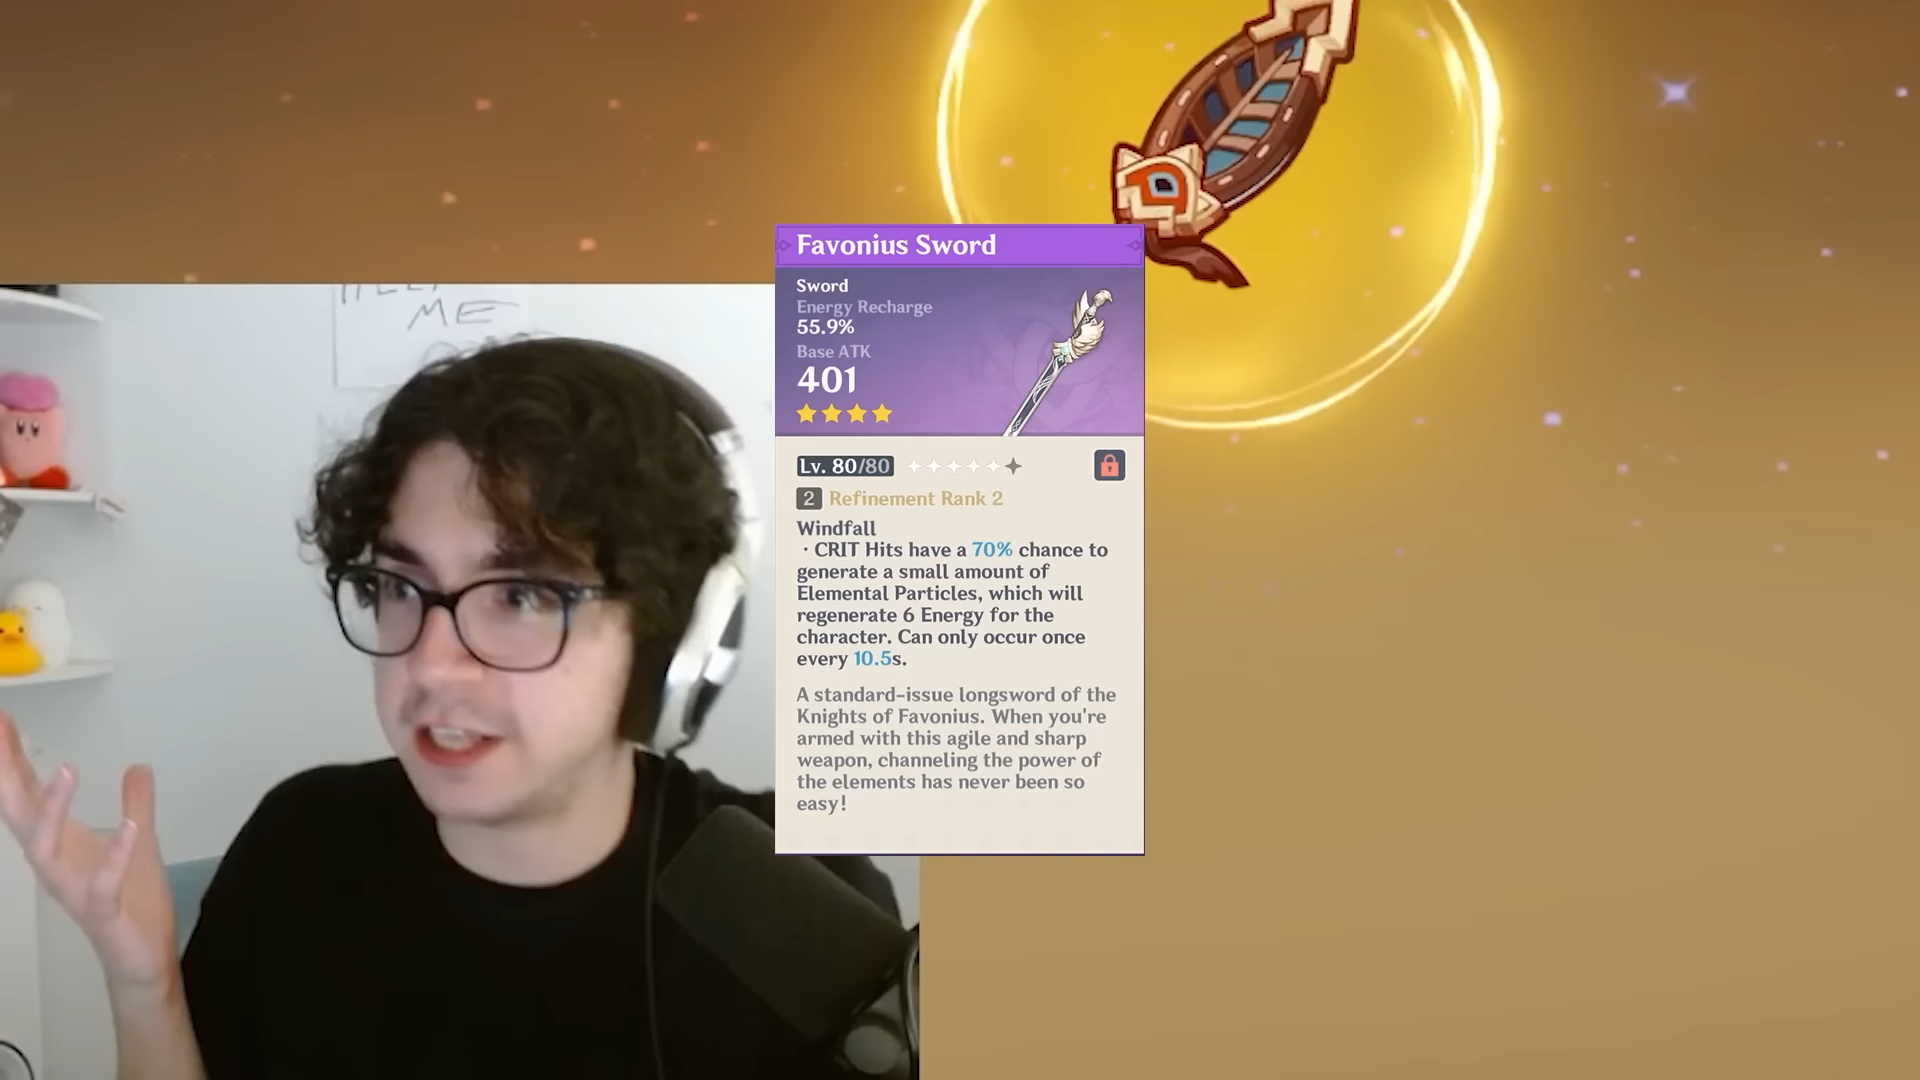 ME
Favonius Sword
Sword
Energy Recharge
55.9%
Base ATK
401
Lv. 80/80
2 Refinement Rank 2
Windfall
· CRIT Hits have a 70% chance to
generate a small amount of
Elemental Particles, which will
regenerate 6 Energy for the
character. Can only occur once
every 10.5s.
A standard-issue longsword of the
Knights of Favonius. When you're
armed with this agile and sharp
weapon, channeling the power of
the elements has never been so
easy!